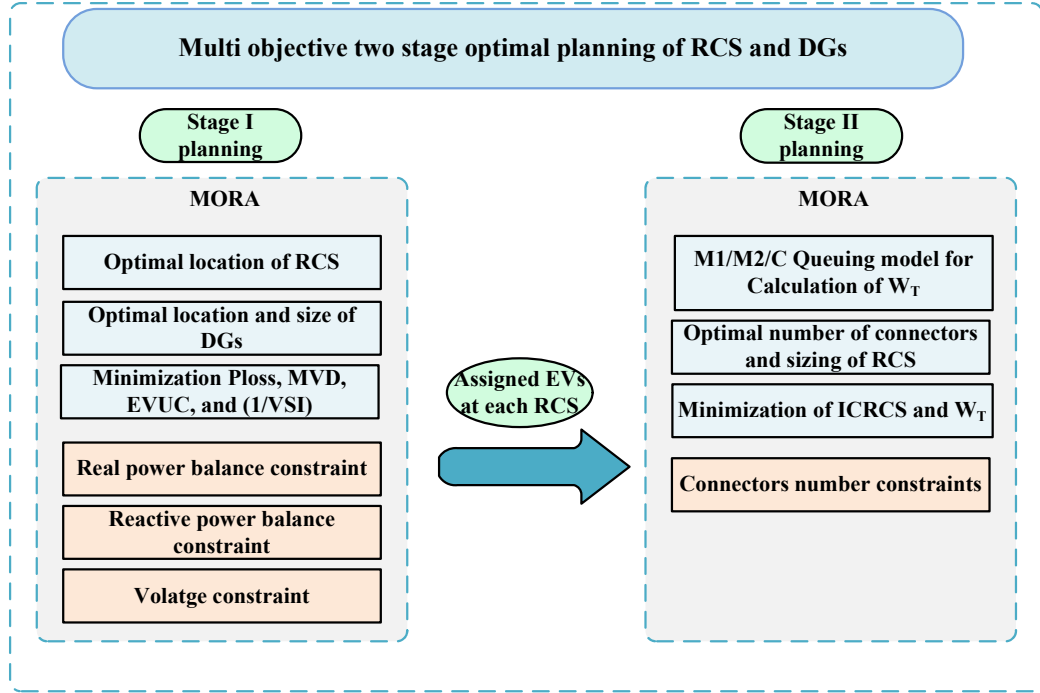 Multi objective two stage optimal planning of RCS and DGs
Stage I
planning
MORA
Optimal location of RCS
Optimal location and size of
DGs
Minimization Ploss, MVD,
EVUC, and (1/VSI)
Real power balance constraint
Reactive power balance
constraint
Volatge constraint
Assigned EVs
at each RCS
Stage II
planning
MORA
M1/M2/C Queuing model for
Calculation of W_T
Optimal number of connectors
and sizing of RCS
Minimization of ICRCS and W_T
Connectors number constraints